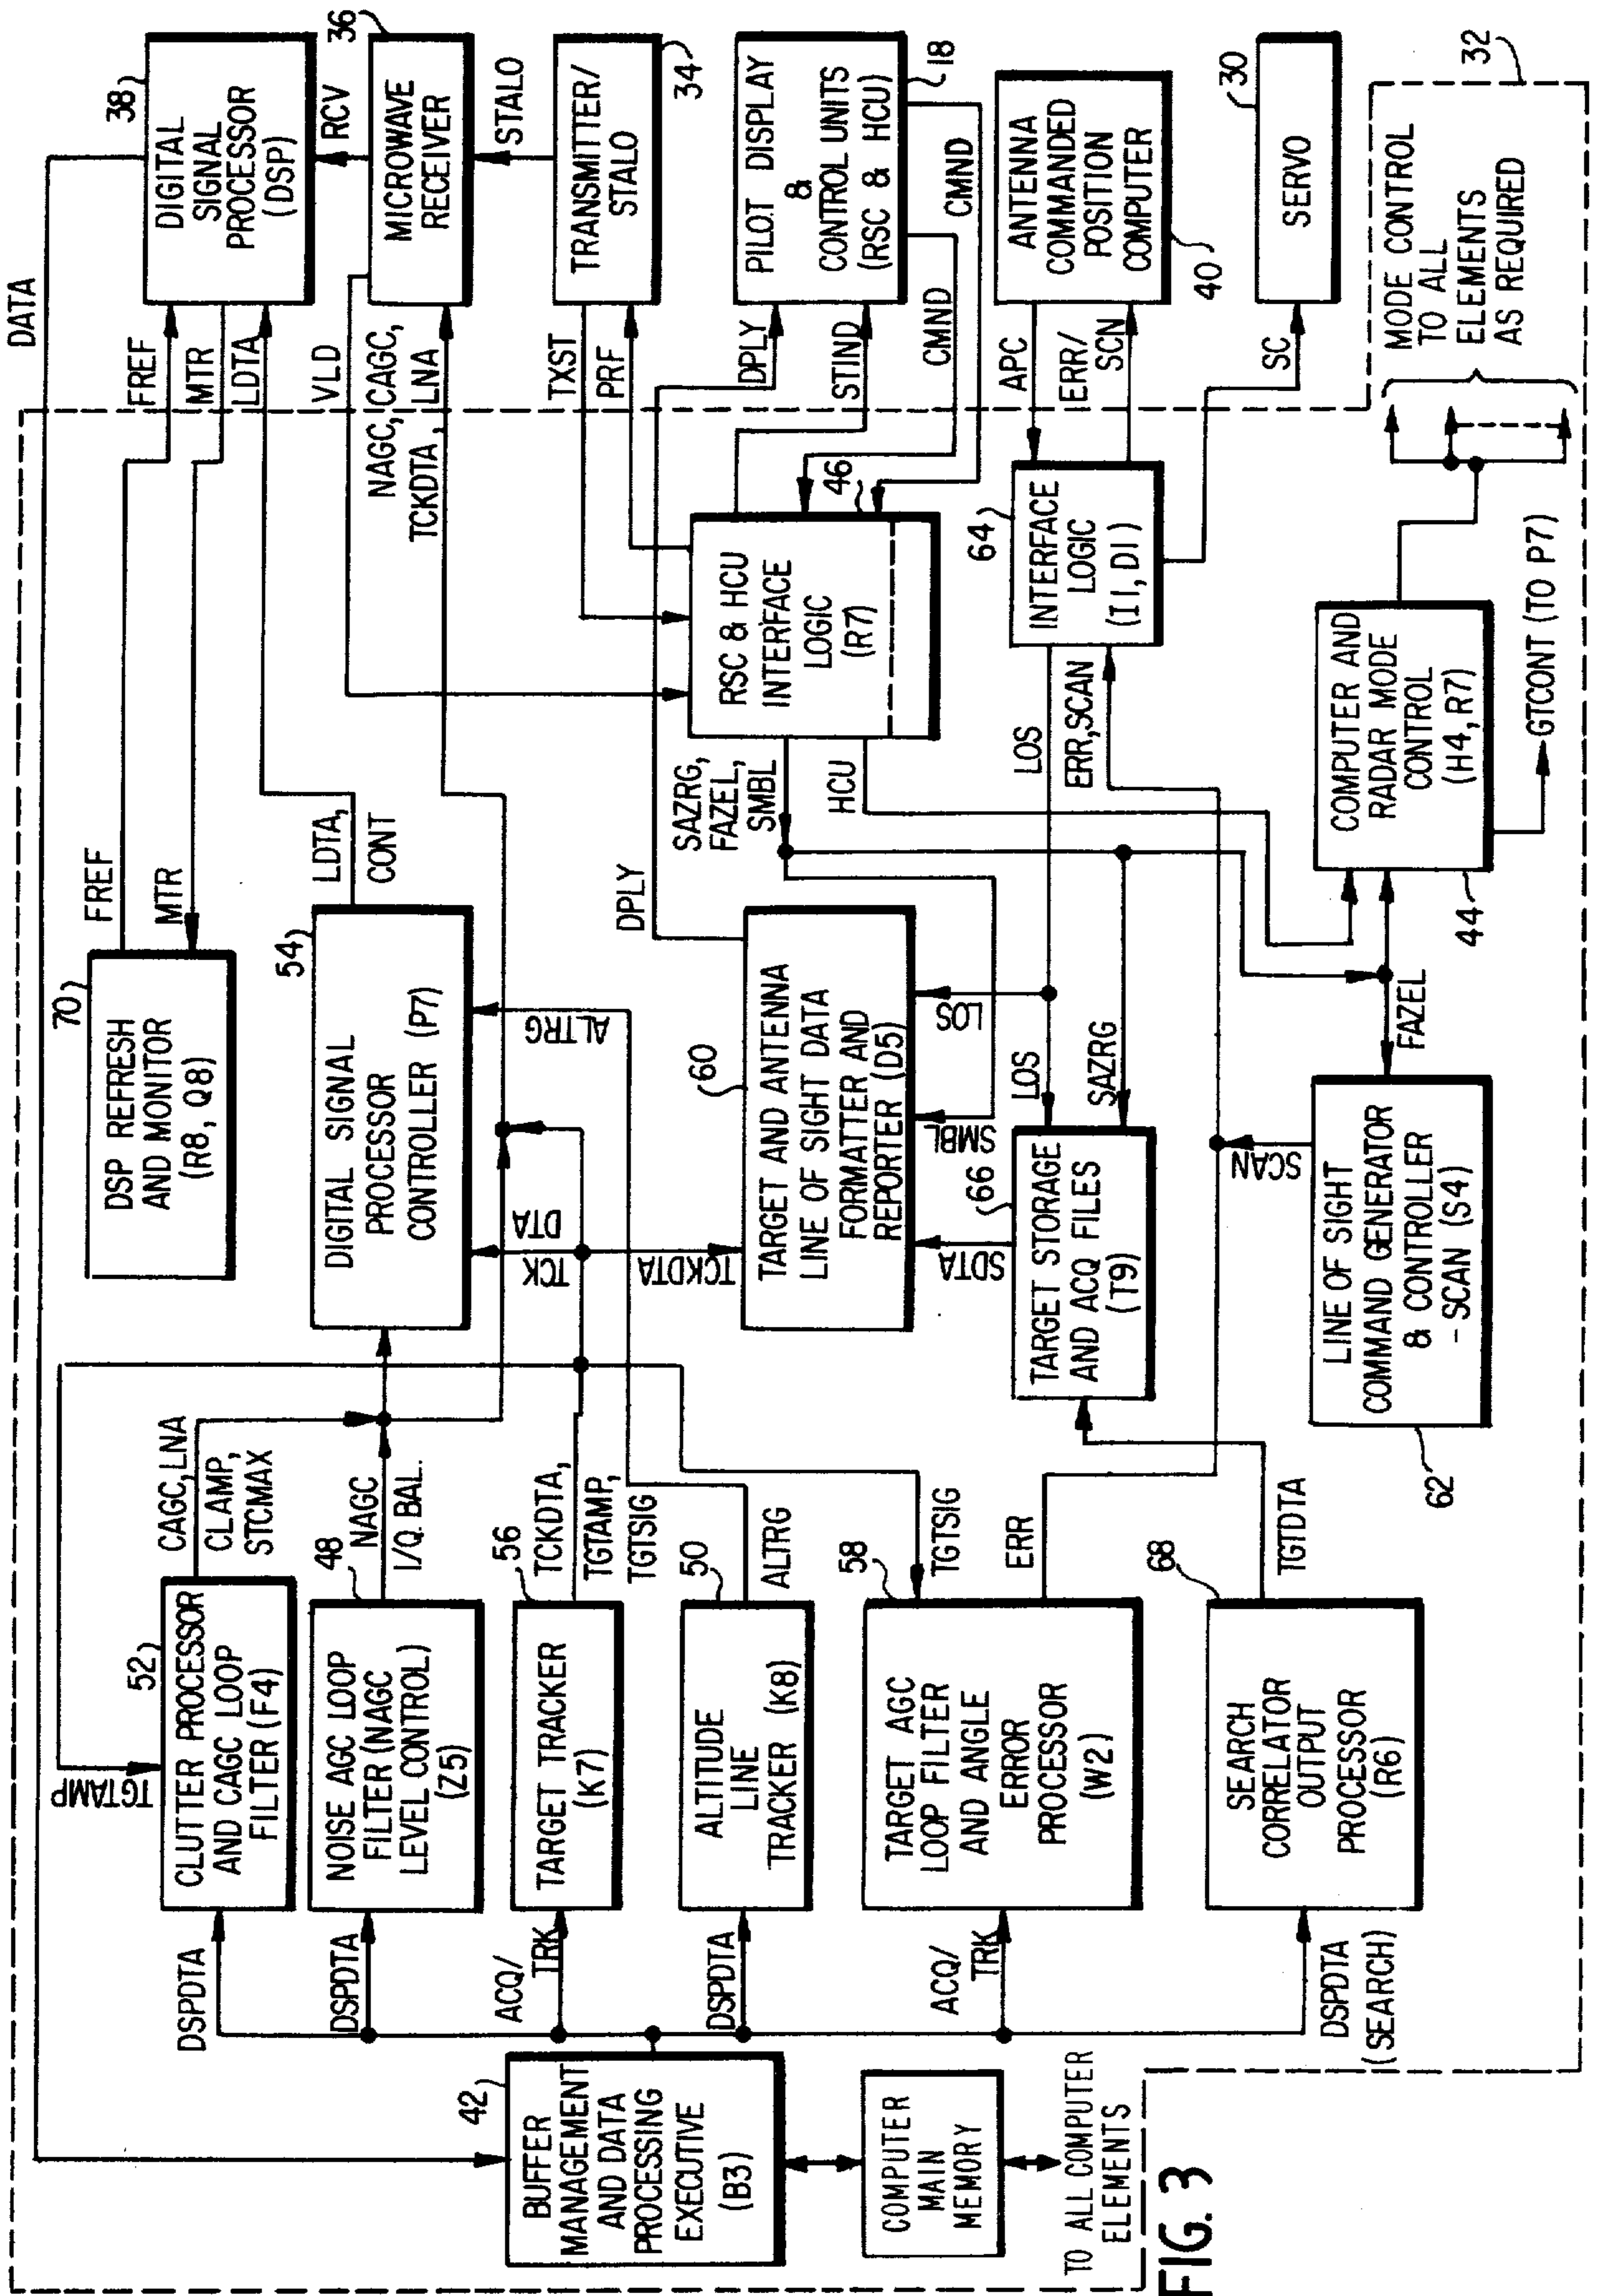 DATA
38
DIGITAL
SIGNAL
PROCESSOR
(DSP)
RCV
36
MICROWAVE
RECEIVER
STALO
TRANSMITTER/
STALO
34
PILOT DISPLAY
&
CONTROL UNITS
(RSC & HCU)
18
ANTENNA
COMMANDED
POSITION
COMPUTER
40
30
SERVO
32
MODE CONTROL
TO ALL
ELEMENTS
AS REQUIRED
FREF
MTR
LDTA
VLD
NAGC, CAGC,
TCKDTA, LNA
TXST
PRF
DPLY
STIND
CMND
CMND
APC
ERR/
SCN
SC
FREF
MTR
70
DSP REFRESH
AND MONITOR
(R8, Q8)
LDTA,
CONT
54
DIGITAL SIGNAL
PROCESSOR
CONTROLLER (P7)
ALTRG
TCK
DTA
TCKDTA
46
RSC & HCU
INTERFACE
LOGIC
(R7)
SAZRG,
FAZEL,
SMBL
HCU
DPLY
60
TARGET AND ANTENNA
LINE OF SIGHT DATA
FORMATTER AND
REPORTER (D5)
LOS
SMBL
SDTA
64
INTERFACE
LOGIC
(I1, D1)
LOS
ERR,SCAN
LOS
SAZRG
66
TARGET STORAGE
AND ACQ FILES
(T9)
COMPUTER AND
RADAR MODE
CONTROL
(H4, R7)
44
GTCONT (TO P7)
FAZEL
SCAN
LINE OF SIGHT
COMMAND GENERATOR
& CONTROLLER
- SCAN (S4)
62
TGTAMP
CAGC, LNA
CLAMP,
STCMAX
52
CLUTTER PROCESSOR
AND CAGC LOOP
FILTER (F4)
NAGC
I/Q. BAL.
48
NOISE AGC LOOP
FILTER (NAGC
LEVEL CONTROL)
(Z5)
TCKDTA,
TGTAMP,
TGTSIG
56
TARGET TRACKER
(K7)
50
ALTRG
ALTITUDE
LINE
TRACKER (K8)
58
TGTSIG
ERR
TARGET AGC
LOOP FILTER
AND ANGLE
ERROR
PROCESSOR
(W2)
68
TGTDTA
SEARCH
CORRELATOR
OUTPUT
PROCESSOR
(R6)
DSPDTA
DSPDTA
ACQ/
TRK
DSPDTA
ACQ/
TRK
DSPDTA
(SEARCH)
42
BUFFER
MANAGEMENT
AND DATA
PROCESSING
EXECUTIVE
(B3)
COMPUTER
MAIN
MEMORY
TO ALL COMPUTER
ELEMENTS
FIG. 3